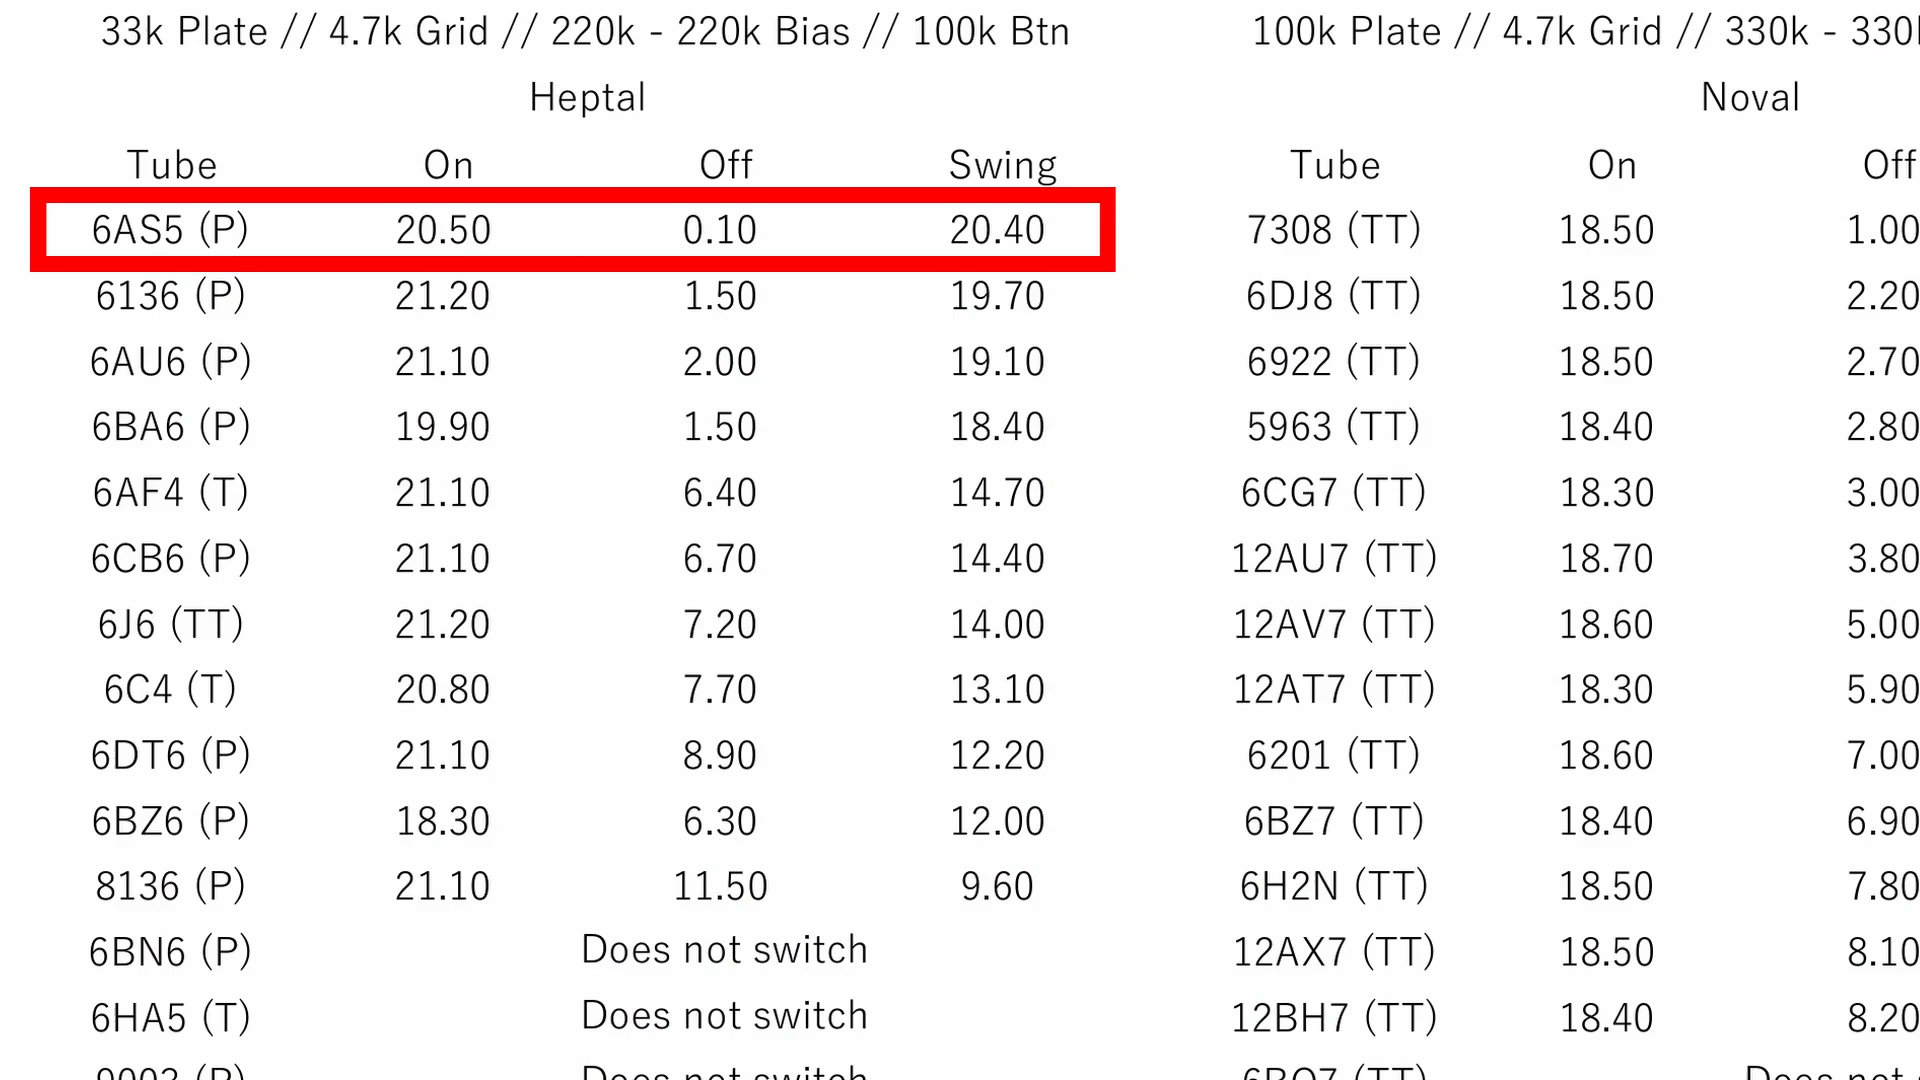 33k Plate // 4.7k Grid // 220k - 220k Bias // 100k Btn
Heptal
Tube On Off Swing
6AS5 (P) 20.50 0.10 20.40
6136 (P) 21.20 1.50 19.70
6AU6 (P) 21.10 2.00 19.10
6BA6 (P) 19.90 1.50 18.40
6AF4 (T) 21.10 6.40 14.70
6CB6 (P) 21.10 6.70 14.40
6J6 (TT) 21.20 7.20 14.00
6C4 (T) 20.80 7.70 13.10
6DT6 (P) 21.10 8.90 12.20
6BZ6 (P) 18.30 6.30 12.00
8136 (P) 21.10 11.50 9.60
6BN6 (P) Does not switch
6HA5 (T) Does not switch
Does not switch
100k Plate // 4.7k Grid // 330k - 330
Noval
Tube On Off
7308 (TT) 18.50 1.00
6DJ8 (TT) 18.50 2.20
6922 (TT) 18.50 2.70
5963 (TT) 18.40 2.80
6CG7 (TT) 18.30 3.00
12AU7 (TT) 18.70 3.80
12AV7 (TT) 18.60 5.00
12AT7 (TT) 18.30 5.90
6201 (TT) 18.60 7.00
6BZ7 (TT) 18.40 6.90
6H2N (TT) 18.50 7.80
12AX7 (TT) 18.50 8.10
12BH7 (TT) 18.40 8.20
Does not